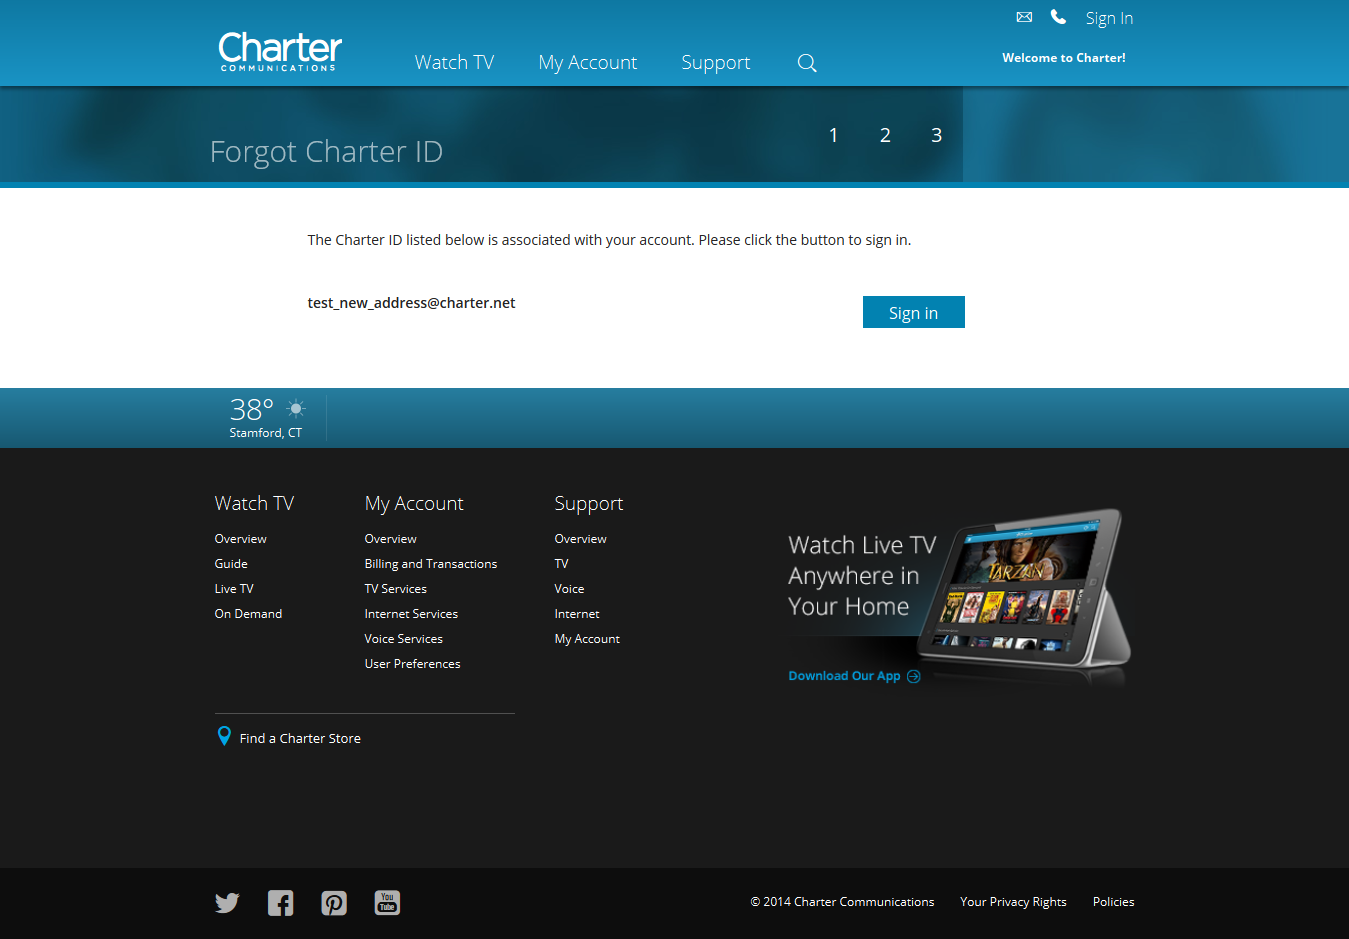 Sign In
Charter
COMMUNICATIONS
Watch TV
My Account
Support
Welcome to Charter!
Forgot Charter ID
1 2 3
The Charter ID listed below is associated with your account. Please click the button to sign in.
test_new_address@charter.net
Sign in
38°
Stamford, CT
Watch TV
Overview
Guide
Live TV
On Demand
My Account
Overview
Billing and Transactions
TV Services
Internet Services
Voice Services
User Preferences
Support
Overview
TV
Voice
Internet
My Account
Watch Live TV
Anywhere in
Your Home
TARZAN
Download Our App
Find a Charter Store
You
Tube
© 2014 Charter Communications
Your Privacy Rights
Policies